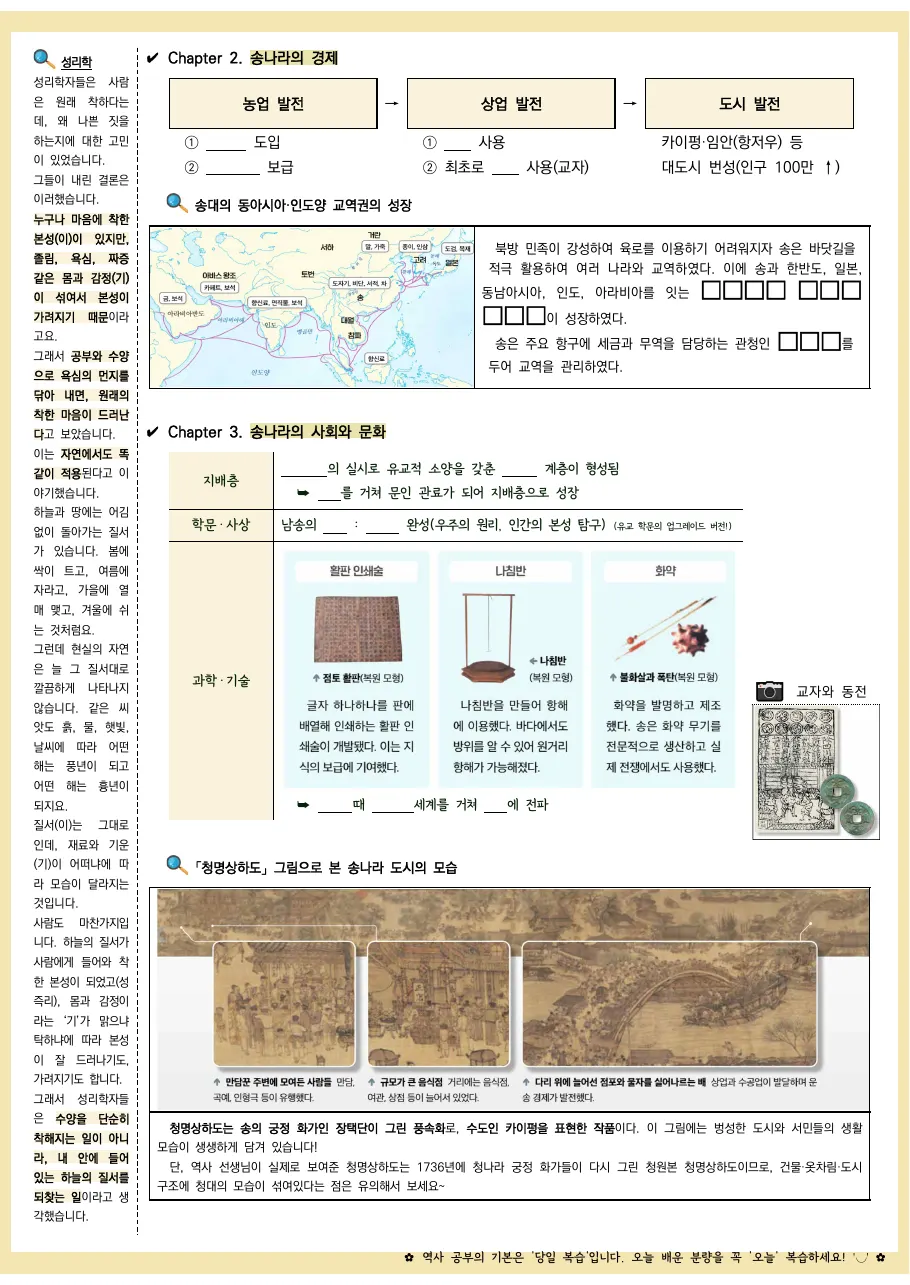 성리학
성리학자들은 사람
은 원래 착하다는
데, 왜 나쁜 짓을
하는지에 대한 고민
이 있었습니다.
그들이 내린 결론은
이러했습니다.
누구나 마음에 착한
본성(이)이 있지만,
졸림, 욕심, 짜증
같은 몸과 감정(기)
이 섞여서 본성이
가려지기 때문이라
고요.
그래서 공부와 수양
으로 욕심의 먼지를
닦아 내면, 원래의
착한 마음이 드러난
다고 보았습니다.
이는 자연에서도 똑
같이 적용된다고 이
야기했습니다.
하늘과 땅에는 어김
없이 돌아가는 질서
가 있습니다. 봄에
싹이 트고, 여름에
자라고, 가을에 열
매 맺고, 겨울에 쉬
는 것처럼요.
그런데 현실의 자연
은 늘 그 질서대로
깔끔하게 나타나지
않습니다. 같은 씨
앗도 흙, 물, 햇빛,
날씨에 따라 어떤
해는 풍년이 되고
어떤 해는 흉년이
되지요.
질서(이)는 그대로
인데, 재료와 기운
(기)이 어떠냐에 따
라 모습이 달라지는
것입니다.
사람도 마찬가지입
니다. 하늘의 질서가
사람에게 들어와 착
한 본성이 되었고(성
즉리), 몸과 감정이
라는 '기'가 맑으냐
탁하냐에 따라 본성
이 잘 드러나기도,
가려지기도 합니다.
그래서 성리학자들
은 수양을 단순히
착해지는 일이 아니
라, 내 안에 들어
있는 하늘의 질서를
되찾는 일이라고 생
각했습니다.
✔ Chapter 2. 송나라의 경제
농업 발전 → 상업 발전 → 도시 발전
① ____ 도입
② ____ 보급
① ___ 사용
② 최초로 ___ 사용(교자)
카이펑·임안(항저우) 등
대도시 번성(인구 100만 ↑)
송대의 동아시아·인도양 교역권의 성장
거란
서하
말, 가죽
종이, 인삼
도검, 목재
고려
일본
아바스 왕조
토번
카페트, 보석
도자기, 비단, 서적, 차
금, 보석
향신료, 면직물, 보석
송
아라비아반도
아라비아해
인도
벵골만
대월
참파
향신료
인도양
북방 민족이 강성하여 육로를 이용하기 어려워지자 송은 바닷길을
적극 활용하여 여러 나라와 교역하였다. 이에 송과 한반도, 일본,
동남아시아, 인도, 아라비아를 잇는 □□□□ □□□
□□□이 성장하였다.
송은 주요 항구에 세금과 무역을 담당하는 관청인 □□□를
두어 교역을 관리하였다.
✔ Chapter 3. 송나라의 사회와 문화
지배층
____의 실시로 유교적 소양을 갖춘 ___ 계층이 형성됨
➥ __를 거쳐 문인 관료가 되어 지배층으로 성장
학문·사상
남송의 __ : ___ 완성(우주의 원리, 인간의 본성 탐구) (유교 학문의 업그레이드 버전!)
과학·기술
활판 인쇄술
점토 활판(복원 모형)
글자 하나하나를 판에
배열해 인쇄하는 활판 인
쇄술이 개발됐다. 이는 지
식의 보급에 기여했다.
나침반
나침반
(복원 모형)
나침반을 만들어 항해
에 이용했다. 바다에서도
방위를 알 수 있어 원거리
항해가 가능해졌다.
화약
불화살과 폭탄(복원 모형)
화약을 발명하고 제조
했다. 송은 화약 무기를
전문적으로 생산하고 실
제 전쟁에서도 사용했다.
➥ ___때 ____세계를 거쳐 __에 전파
교자와 동전
「청명상하도」 그림으로 본 송나라 도시의 모습
만담꾼 주변에 모여든 사람들 만담,
곡예, 인형극 등이 유행했다.
규모가 큰 음식점 거리에는 음식점,
여관, 상점 등이 늘어서 있었다.
다리 위에 늘어선 점포와 물자를 실어나르는 배 상업과 수공업이 발달하며 운
송 경제가 발전했다.
청명상하도는 송의 궁정 화가인 장택단이 그린 풍속화로, 수도인 카이펑을 표현한 작품이다. 이 그림에는 번성한 도시와 서민들의 생활
모습이 생생하게 담겨 있습니다!
단, 역사 선생님이 실제로 보여준 청명상하도는 1736년에 청나라 궁정 화가들이 다시 그린 청원본 청명상하도이므로, 건물·옷차림·도시
구조에 청대의 모습이 섞여있다는 점은 유의해서 보세요~
✿ 역사 공부의 기본은 '당일 복습'입니다. 오늘 배운 분량을 꼭 '오늘' 복습하세요! '◡' ✿